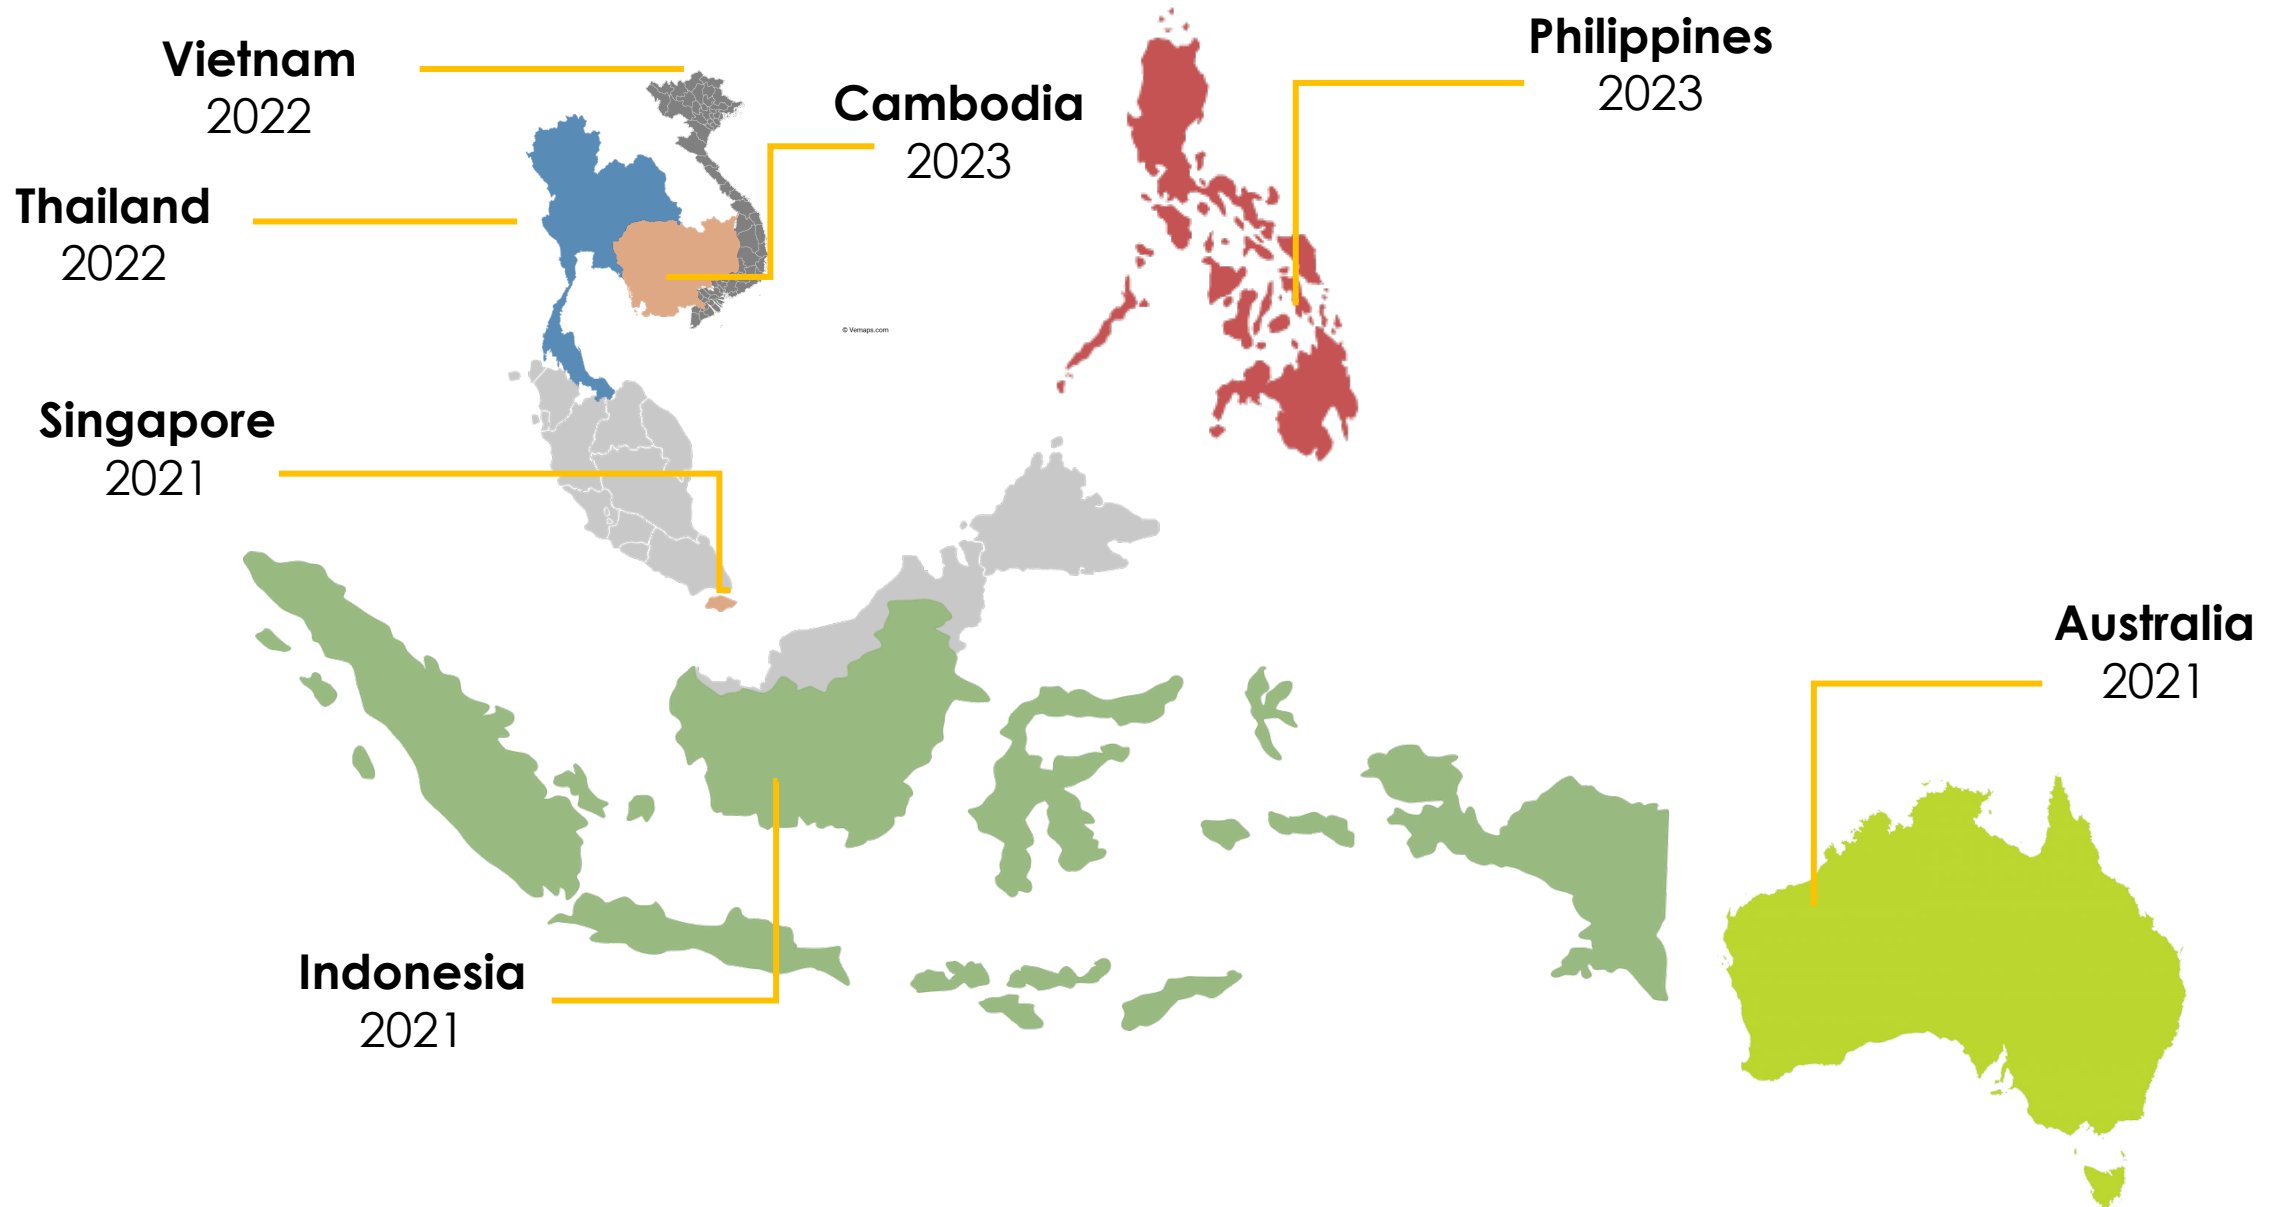 Vietnam
2022
Cambodia
2023
Philippines
2023
Thailand
2022
© Vemaps.com
Singapore
2021
Australia
2021
Indonesia
2021